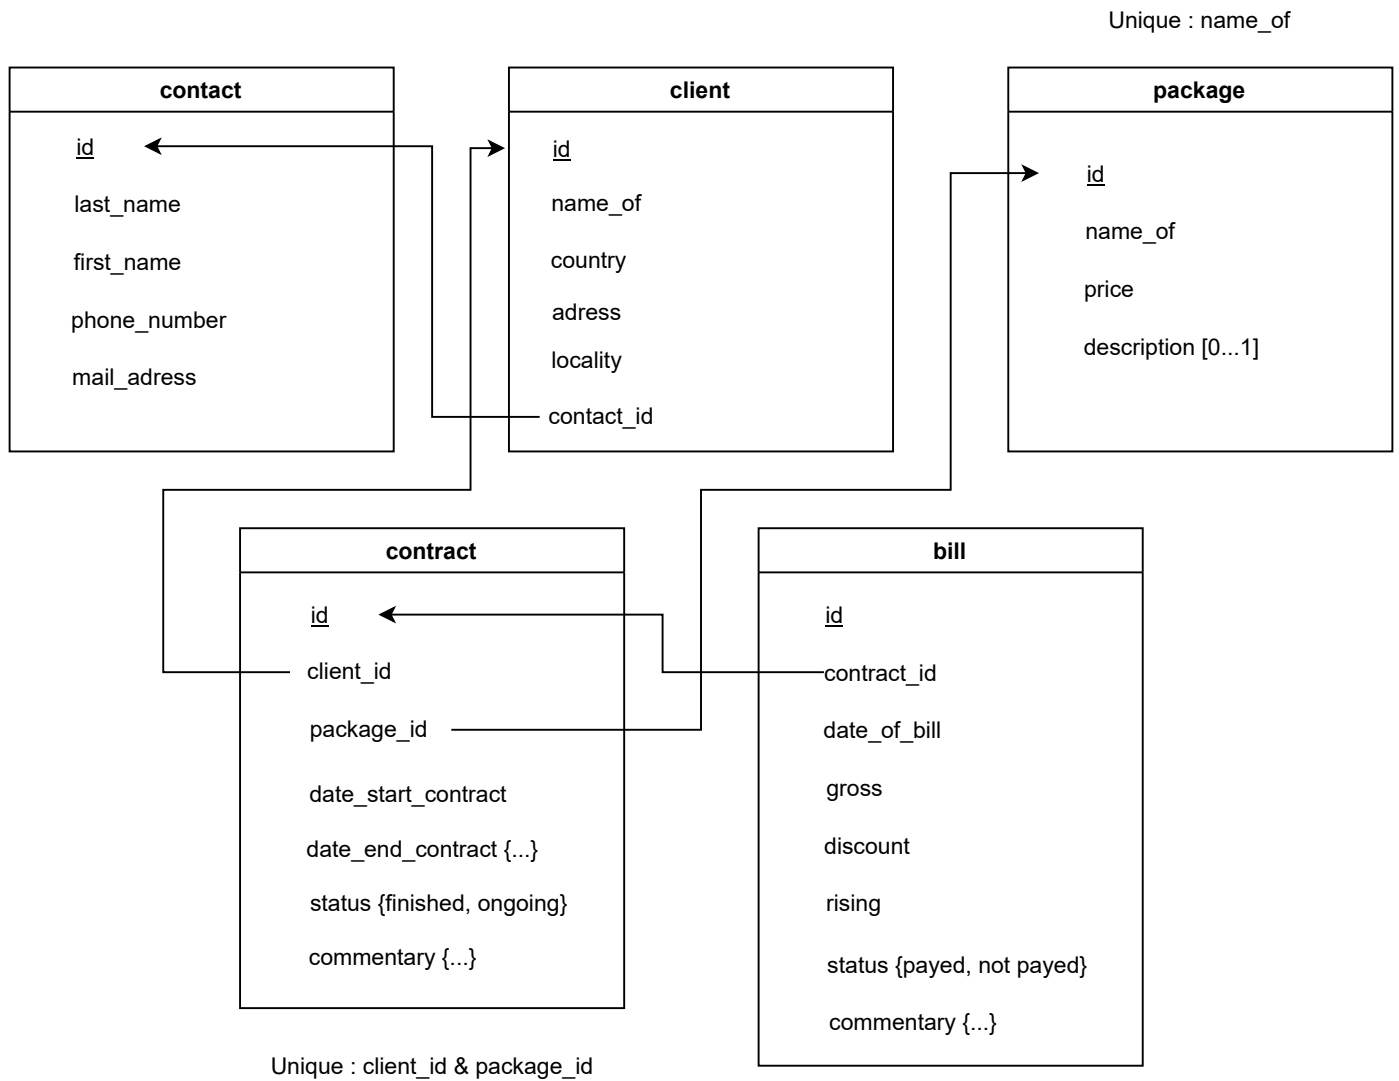 Unique : name_of
contact
id
last_name
first_name
phone_number
mail_adress
client
id
name_of
country
adress
locality
contact_id
package
id
name_of
price
description [0...1]
contract
id
client_id
package_id
date_start_contract
date_end_contract {...}
status {finished, ongoing}
commentary {...}
Unique : client_id & package_id
bill
id
contract_id
date_of_bill
gross
discount
rising
status {payed, not payed}
commentary {...}